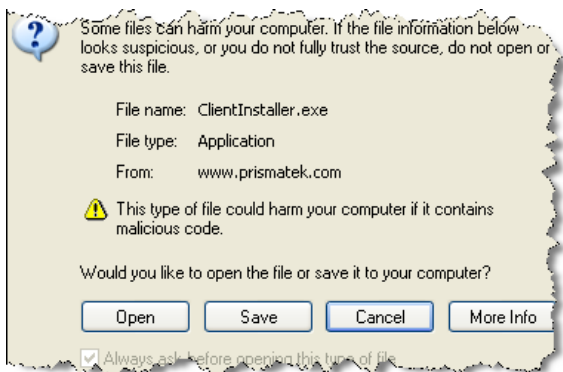 Some files can harm your computer. If the file information below
looks suspicious, or you do not fully trust the source, do not open or
save this file.
File name: ClientInstaller.exe
File type: Application
From: www.prismatek.com
This type of file could harm your computer if it contains
malicious code.
Would you like to open the file or save it to your computer?
Open Save Cancel More Info
Always ask before opening this type of file